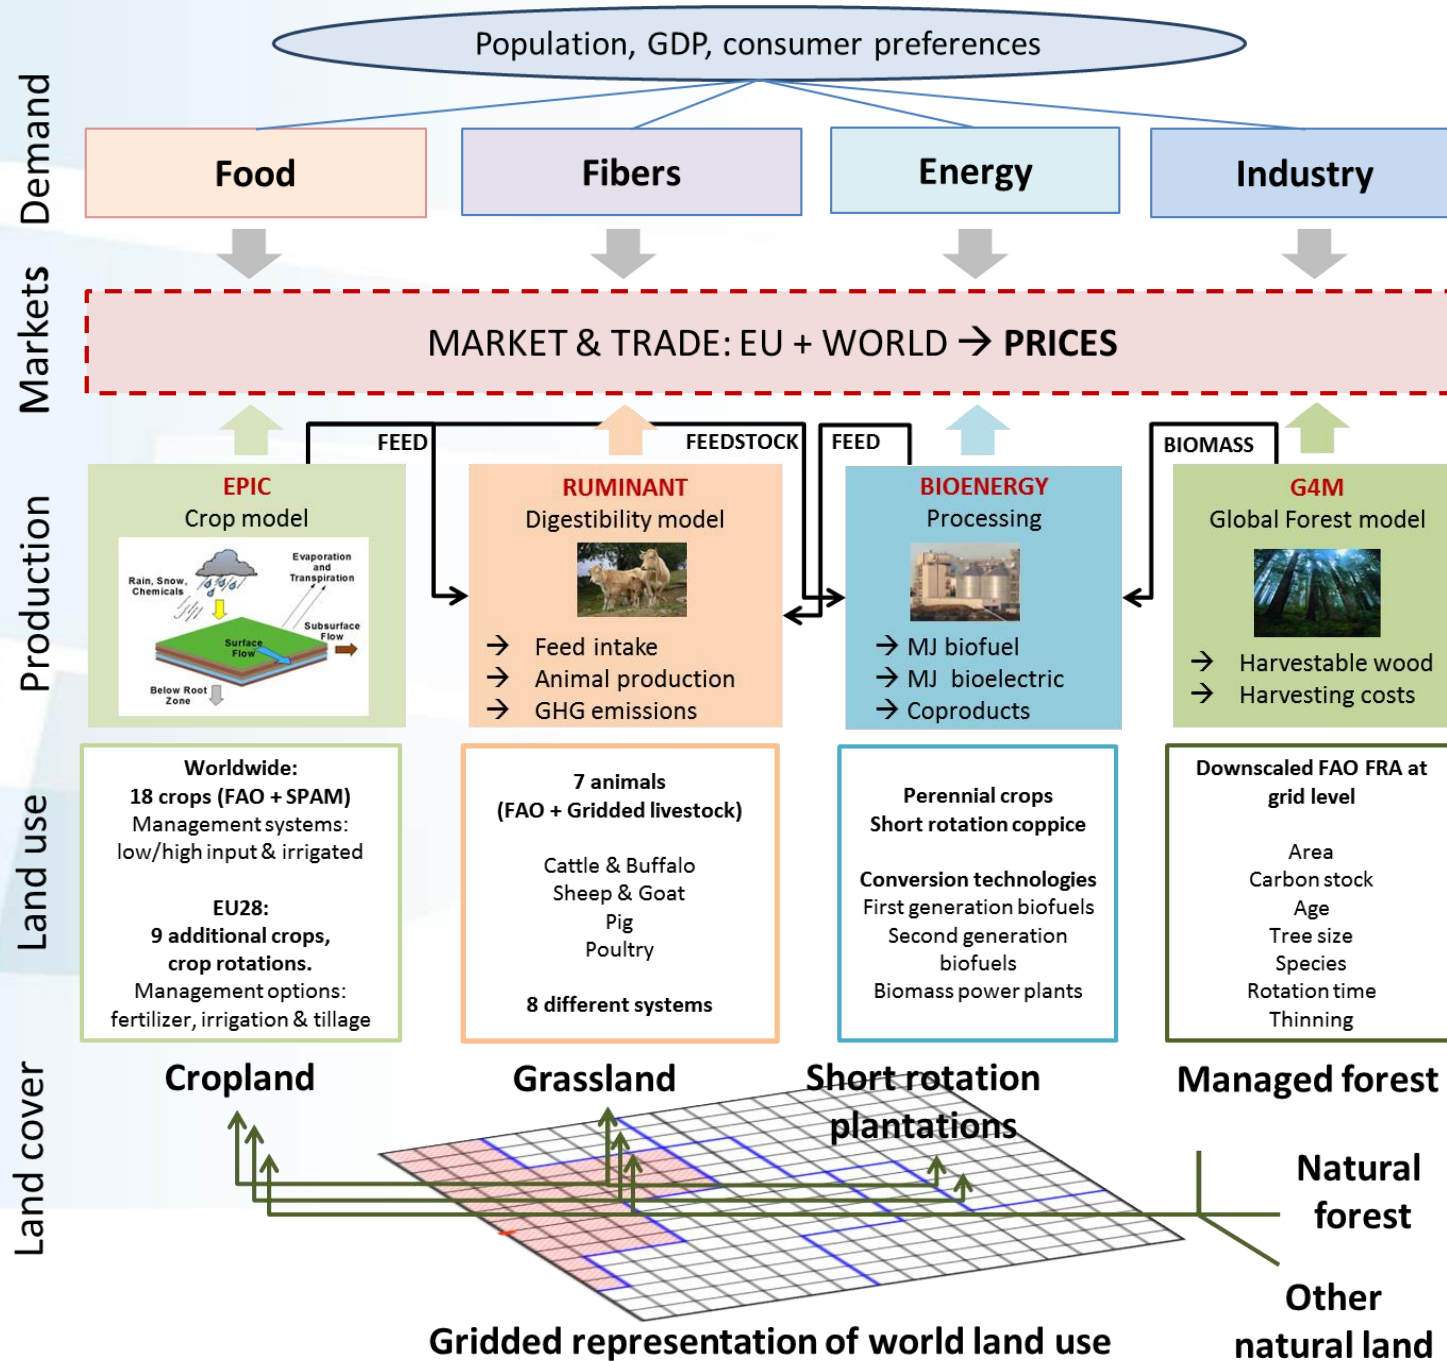 Population, GDP, consumer preferences
Demand
Food
Fibers
Energy
Industry
Markets
MARKET & TRADE: EU + WORLD → PRICES
FEED
FEEDSTOCK
FEED
BIOMASS
Production
EPIC
Crop model
Rain, Snow,
Chemicals
Evaporation
and
Transpiration
Surface
Flow
Subsurface
Flow
Below Root
Zone
RUMINANT
Digestibility model
→ Feed intake
→ Animal production
→ GHG emissions
BIOENERGY
Processing
→ MJ biofuel
→ MJ bioelectric
→ Coproducts
G4M
Global Forest model
→ Harvestable wood
→ Harvesting costs
Land use
Worldwide:
18 crops (FAO + SPAM)
Management systems:
low/high input & irrigated
EU28:
9 additional crops,
crop rotations.
Management options:
fertilizer, irrigation & tillage
7 animals
(FAO + Gridded livestock)
Cattle & Buffalo
Sheep & Goat
Pig
Poultry
8 different systems
Perennial crops
Short rotation coppice
Conversion technologies
First generation biofuels
Second generation
biofuels
Biomass power plants
Downscaled FAO FRA at
grid level
Area
Carbon stock
Age
Tree size
Species
Rotation time
Thinning
Land cover
Cropland
Grassland
Short rotation
plantations
Managed forest
Natural
forest
Other
natural land
Gridded representation of world land use